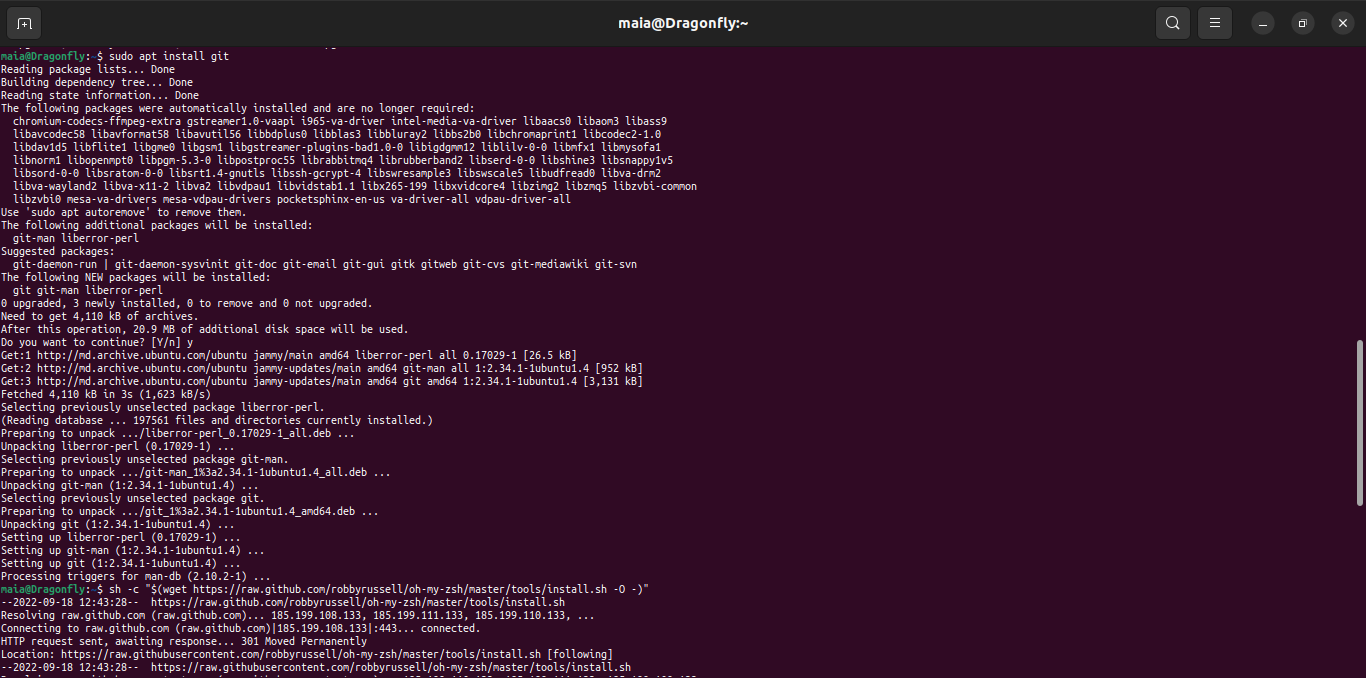 maia@Dragonfly:~
maia@Dragonfly:~$ sudo apt install git
Reading package lists... Done
Building dependency tree... Done
Reading state information... Done
The following packages were automatically installed and are no longer required:
  chromium-codecs-ffmpeg-extra gstreamer1.0-vaapi i965-va-driver intel-media-va-driver libaacs0 libaom3 libass9
  libavcodec58 libavformat58 libavutil56 libbdplus0 libblas3 libbluray2 libbs2b0 libchromaprint1 libcodec2-1.0
  libdav1d5 libflite1 libgme0 libgsm1 libgstreamer-plugins-bad1.0-0 libigdgmm12 liblilv-0-0 libmfx1 libmysofa1
  libnorm1 libopenmpt0 libpgm-5.3-0 libpostproc55 librabbitmq4 librubberband2 libserd-0-0 libshine3 libsnappy1v5
  libsord-0-0 libsratom-0-0 libsrt1.4-gnutls libssh-gcrypt-4 libswresample3 libswscale5 libudfread0 libva-drm2
  libva-wayland2 libva-x11-2 libva2 libvdpau1 libvidstab1.1 libx265-199 libxvidcore4 libzimg2 libzmq5 libzvbi-common
  libzvbi0 mesa-va-drivers mesa-vdpau-drivers pocketsphinx-en-us va-driver-all vdpau-driver-all
Use 'sudo apt autoremove' to remove them.
The following additional packages will be installed:
  git-man liberror-perl
Suggested packages:
  git-daemon-run | git-daemon-sysvinit git-doc git-email git-gui gitk gitweb git-cvs git-mediawiki git-svn
The following NEW packages will be installed:
  git git-man liberror-perl
0 upgraded, 3 newly installed, 0 to remove and 0 not upgraded.
Need to get 4,110 kB of archives.
After this operation, 20.9 MB of additional disk space will be used.
Do you want to continue? [Y/n] y
Get:1 http://md.archive.ubuntu.com/ubuntu jammy/main amd64 liberror-perl all 0.17029-1 [26.5 kB]
Get:2 http://md.archive.ubuntu.com/ubuntu jammy-updates/main amd64 git-man all 1:2.34.1-1ubuntu1.4 [952 kB]
Get:3 http://md.archive.ubuntu.com/ubuntu jammy-updates/main amd64 git amd64 1:2.34.1-1ubuntu1.4 [3,131 kB]
Fetched 4,110 kB in 3s (1,623 kB/s)
Selecting previously unselected package liberror-perl.
(Reading database ... 197561 files and directories currently installed.)
Preparing to unpack .../liberror-perl_0.17029-1_all.deb ...
Unpacking liberror-perl (0.17029-1) ...
Selecting previously unselected package git-man.
Preparing to unpack .../git-man_1%3a2.34.1-1ubuntu1.4_all.deb ...
Unpacking git-man (1:2.34.1-1ubuntu1.4) ...
Selecting previously unselected package git.
Preparing to unpack .../git_1%3a2.34.1-1ubuntu1.4_amd64.deb ...
Unpacking git (1:2.34.1-1ubuntu1.4) ...
Setting up liberror-perl (0.17029-1) ...
Setting up git-man (1:2.34.1-1ubuntu1.4) ...
Setting up git (1:2.34.1-1ubuntu1.4) ...
Processing triggers for man-db (2.10.2-1) ...
maia@Dragonfly:~$ sh -c "$(wget https://raw.github.com/robbyrussell/oh-my-zsh/master/tools/install.sh -O -)"
--2022-09-18 12:43:28--  https://raw.github.com/robbyrussell/oh-my-zsh/master/tools/install.sh
Resolving raw.github.com (raw.github.com)... 185.199.108.133, 185.199.111.133, 185.199.110.133, ...
Connecting to raw.github.com (raw.github.com)|185.199.108.133|:443... connected.
HTTP request sent, awaiting response... 301 Moved Permanently
Location: https://raw.githubusercontent.com/robbyrussell/oh-my-zsh/master/tools/install.sh [following]
--2022-09-18 12:43:28--  https://raw.githubusercontent.com/robbyrussell/oh-my-zsh/master/tools/install.sh